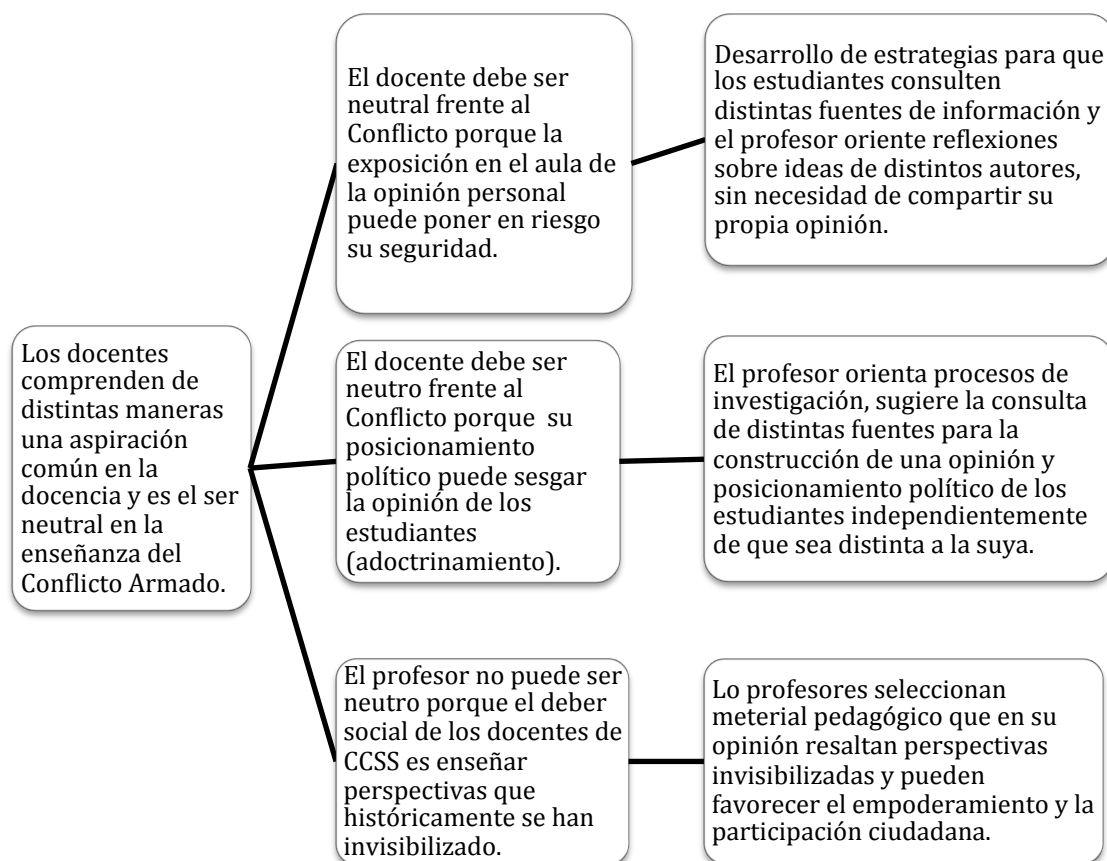 Los docentes
comprenden de
distintas maneras
una aspiración
común en la
docencia y es el ser
neutral en la
enseñanza del
Conflicto Armado.
El docente debe ser
neutral frente al
Conflicto porque la
exposición en el aula de
la opinión personal
puede poner en riesgo
su seguridad.
Desarrollo de estrategias para que
los estudiantes consulten
distintas fuentes de información y
el profesor oriente reflexiones
sobre ideas de distintos autores,
sin necesidad de compartir su
propia opinión.
El docente debe ser
neutro frente al
Conflicto porque su
posicionamiento
político puede sesgar
la opinión de los
estudiantes
(adoctrinamiento).
El profesor orienta procesos de
investigación, sugiere la consulta
de distintas fuentes para la
construcción de una opinión y
posicionamiento político de los
estudiantes independientemente
de que sea distinta a la suya.
El profesor no puede ser
neutro porque el deber
social de los docentes de
CCSS es enseñar
perspectivas que
históricamente se han
invisibilizado.
Lo profesores seleccionan
meterial pedagógico que en su
opinión resaltan perspectivas
invisibilizadas y pueden
favorecer el empoderamiento y la
participación ciudadana.